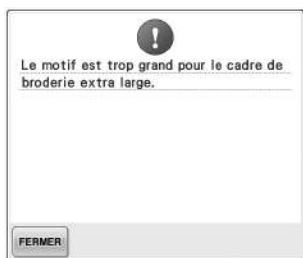 Le motif est trop grand pour le cadre de
broderie extra large.
FERMER